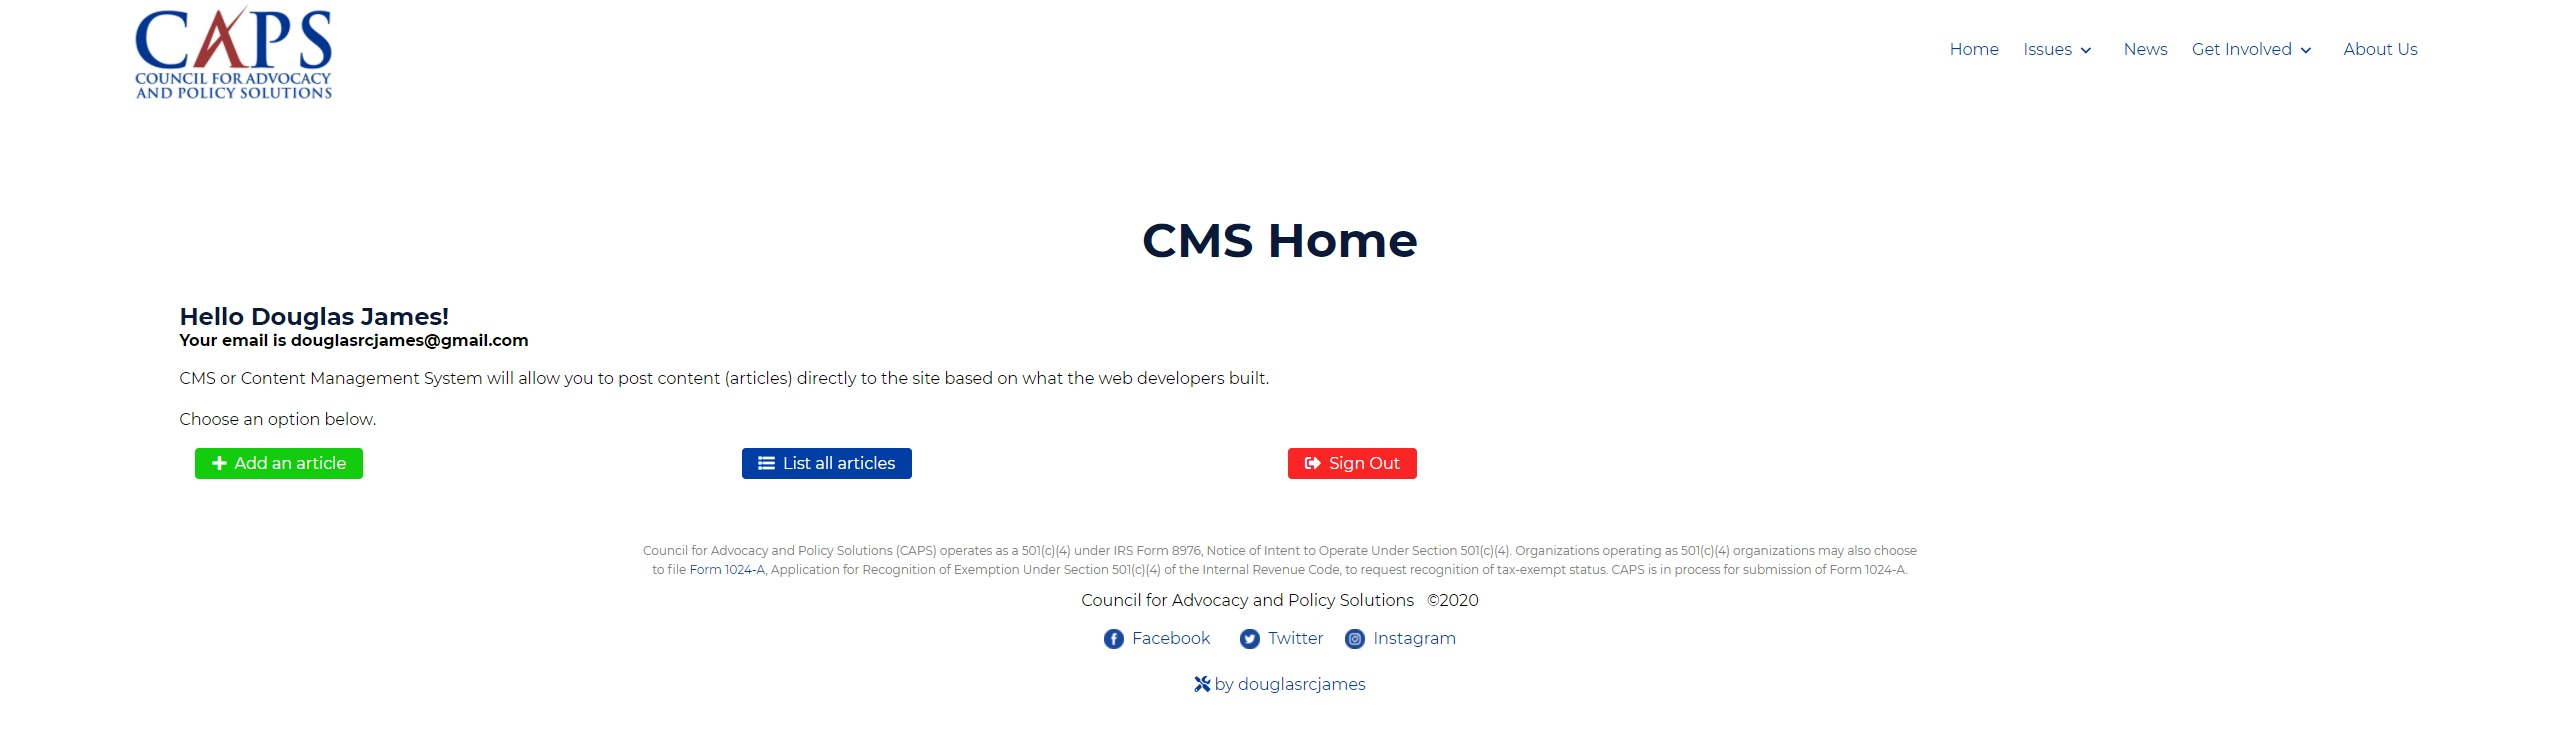 CAPS
COUNCIL FOR ADVOCACY
AND POLICY SOLUTIONS
Home Issues News Get Involved About Us
CMS Home
Hello Douglas James!
Your email is douglasrcjames@gmail.com
CMS or Content Management System will allow you to post content (articles) directly to the site based on what the web developers built.
Choose an option below.
Add an article List all articles Sign Out
Council for Advocacy and Policy Solutions (CAPS) operates as a 501(c)(4) under IRS Form 8976, Notice of Intent to Operate Under Section 501(c)(4). Organizations operating as 501(c)(4) organizations may also choose
to file Form 1024-A, Application for Recognition of Exemption Under Section 501(c)(4) of the Internal Revenue Code, to request recognition of tax-exempt status. CAPS is in process for submission of Form 1024-A.
Council for Advocacy and Policy Solutions ©2020
Facebook Twitter Instagram
by douglasrcjames